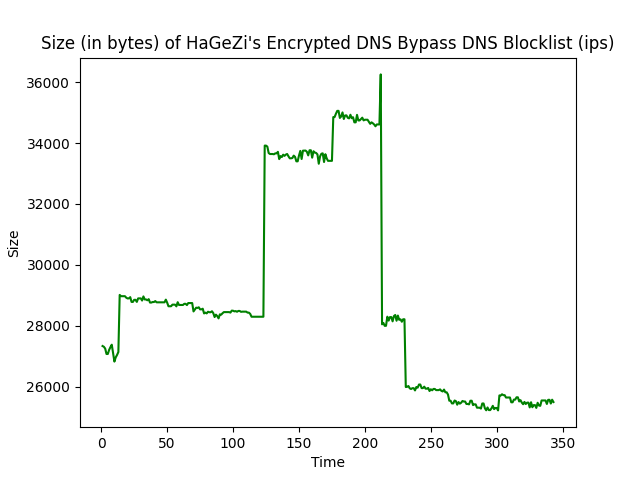 Size (in bytes) of HaGeZi's Encrypted DNS Bypass DNS Blocklist (ips)
36000
34000
32000
30000
28000
26000
Size
0 50 100 150 200 250 300 350
Time